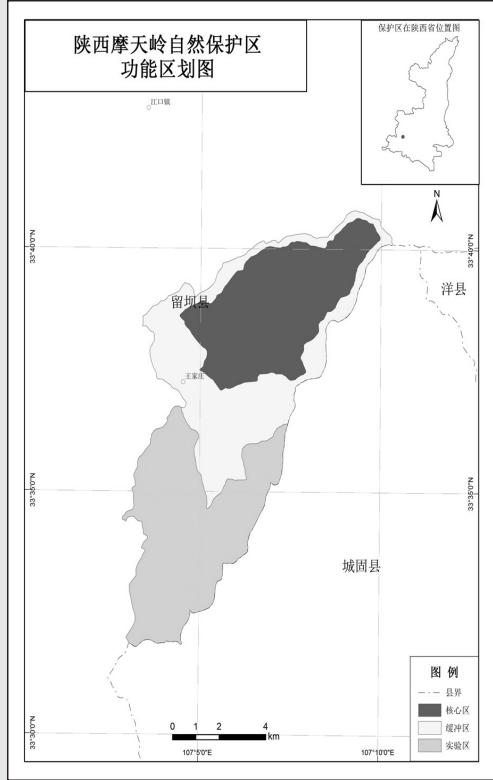 陕西摩天岭自然保护区
功能区划图
保护区在陕西省位置图
江口镇
N
33°40'0"N
33°40'0"N
留坝县
洋县
王家庄
33°35'0"N
33°35'0"N
城固县
图 例
县界
核心区
缓冲区
实验区
0 1 2 4
km
33°30'0"N
33°30'0"N
107°5'0"E
107°10'0"E